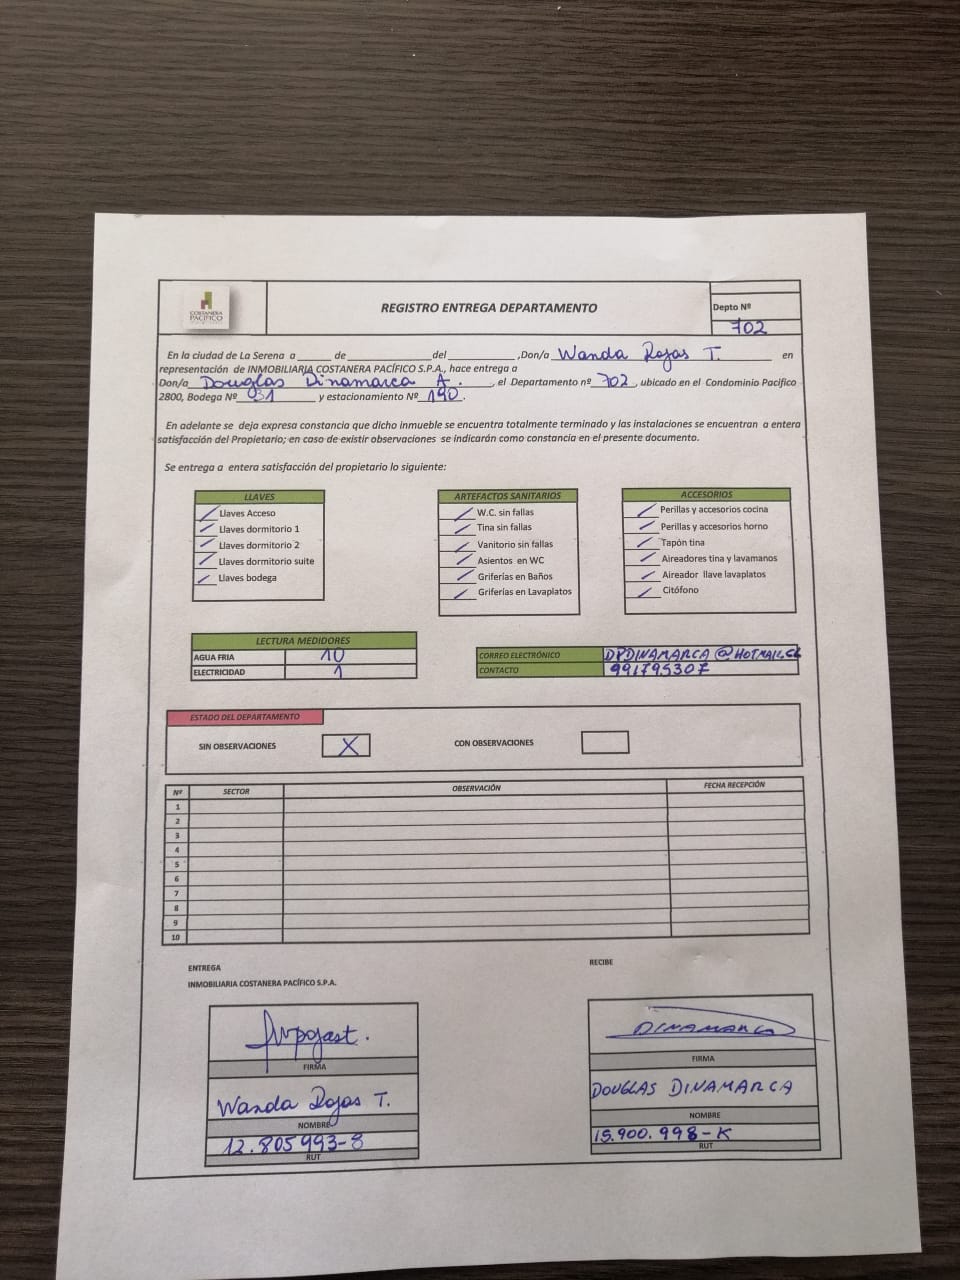 COSTANERA
PACÍFICO
REGISTRO ENTREGA DEPARTAMENTO
Depto Nº
702
En la ciudad de La Serena a ______ de ______________ del ___________ ,Don/a Wanda Rojas T. en
representación de INMOBILIARIA COSTANERA PACÍFICO S.P.A., hace entrega a
Don/a Douglas Dinamarca A. , el Departamento nº 702, ubicado en el Condominio Pacifico
2800, Bodega Nº 031 y estacionamiento Nº 190.
En adelante se deja expresa constancia que dicho inmueble se encuentra totalmente terminado y las instalaciones se encuentran a entera
satisfacción del Propietario; en caso de existir observaciones se indicarán como constancia en el presente documento.
Se entrega a entera satisfacción del propietario lo siguiente:
LLAVES
Llaves Acceso
Llaves dormitorio 1
Llaves dormitorio 2
Llaves dormitorio suite
Llaves bodega
ARTEFACTOS SANITARIOS
W.C. sin fallas
Tina sin fallas
Vanitorio sin fallas
Asientos en WC
Griferías en Baños
Griferías en Lavaplatos
ACCESORIOS
Perillas y accesorios cocina
Perillas y accesorios horno
Tapón tina
Aireadores tina y lavamanos
Aireador llave lavaplatos
Citófono
LECTURA MEDIDORES
AGUA FRIA 10
ELECTRICIDAD 1
CORREO ELECTRÓNICO DPDINAMARCA@HOTMAIL.CL
CONTACTO 991795307
ESTADO DEL DEPARTAMENTO
SIN OBSERVACIONES X CON OBSERVACIONES
Nº SECTOR OBSERVACIÓN FECHA RECEPCIÓN
1
2
3
4
5
6
7
8
9
10
ENTREGA
INMOBILIARIA COSTANERA PACÍFICO S.P.A.
FIRMA
Wanda Rojas T.
NOMBRE
12.805993-8
RUT
RECIBE
DINAMARCA
FIRMA
DOUGLAS DINAMARCA
NOMBRE
15.900.998-K
RUT